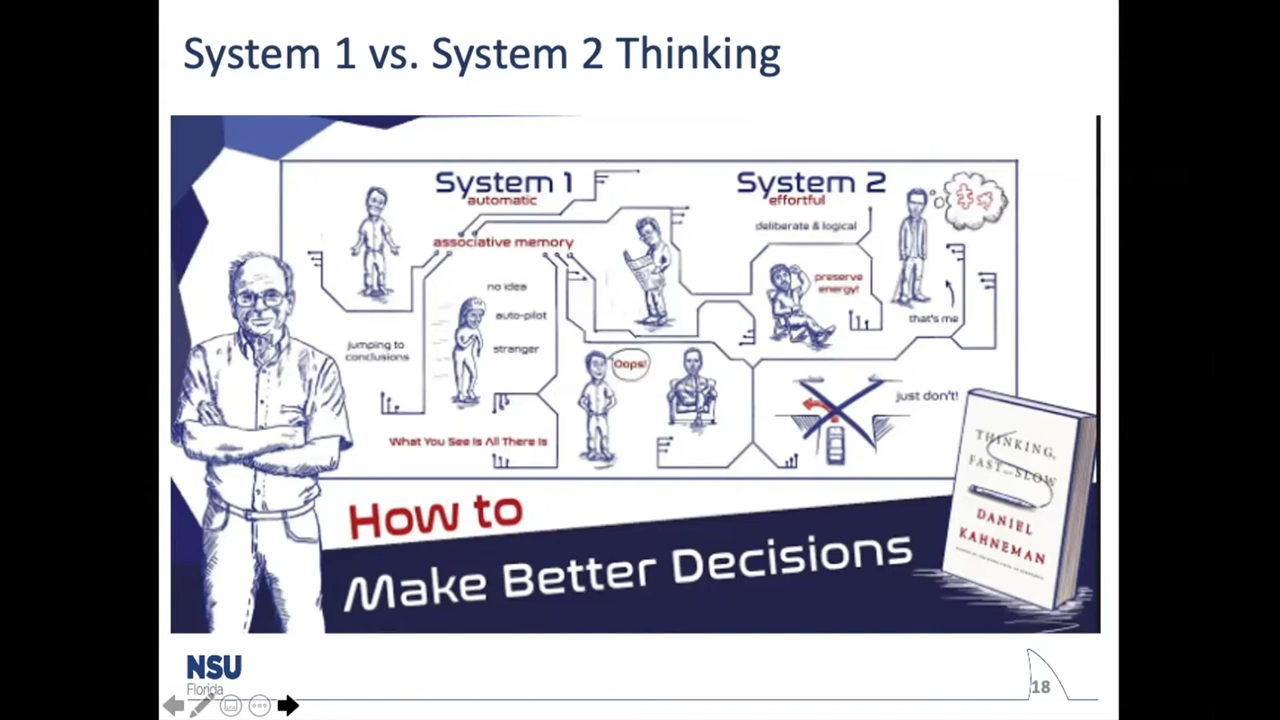 System 1 vs. System 2 Thinking
System 1
automatic
associative memory
no idea
auto-pilot
stranger
jumping to
conclusions
What You See Is All There Is
Oops!
System 2
effortful
deliberate & logical
preserve
energy!
that's me
just don't!
How to
Make Better Decisions
THINKING,
FAST AND SLOW
DANIEL
KAHNEMAN
NSU
Florida
18